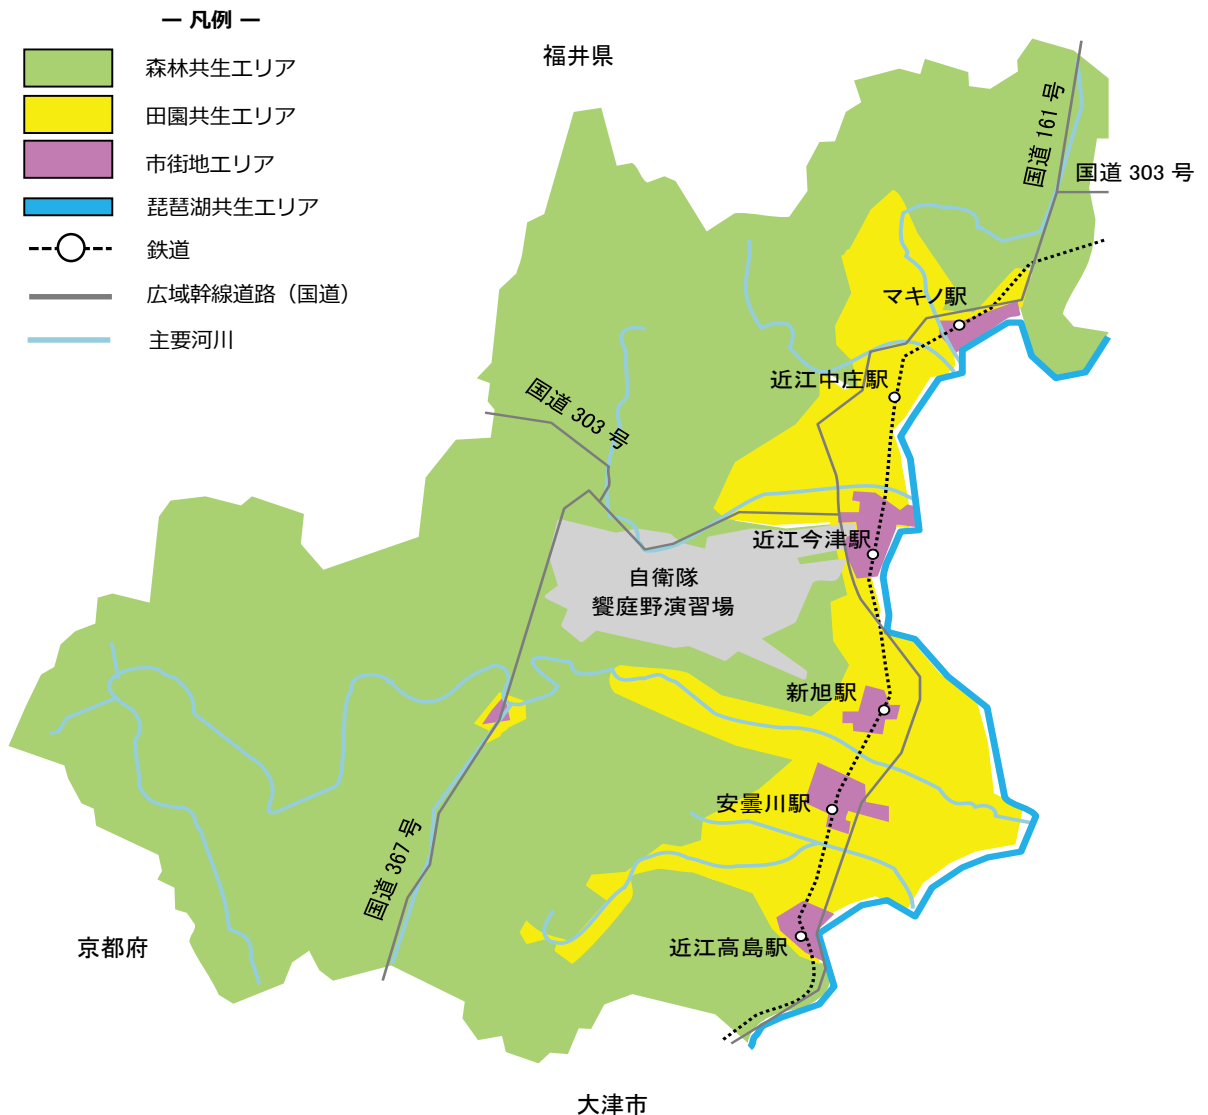 ― 凡例 ―
森林共生エリア
田園共生エリア
市街地エリア
琵琶湖共生エリア
鉄道
広域幹線道路（国道）
主要河川
福井県
国道 161 号
国道 303 号
マキノ駅
近江中庄駅
国道 303 号
近江今津駅
自衛隊
饗庭野演習場
新旭駅
安曇川駅
国道 367 号
近江高島駅
京都府
大津市